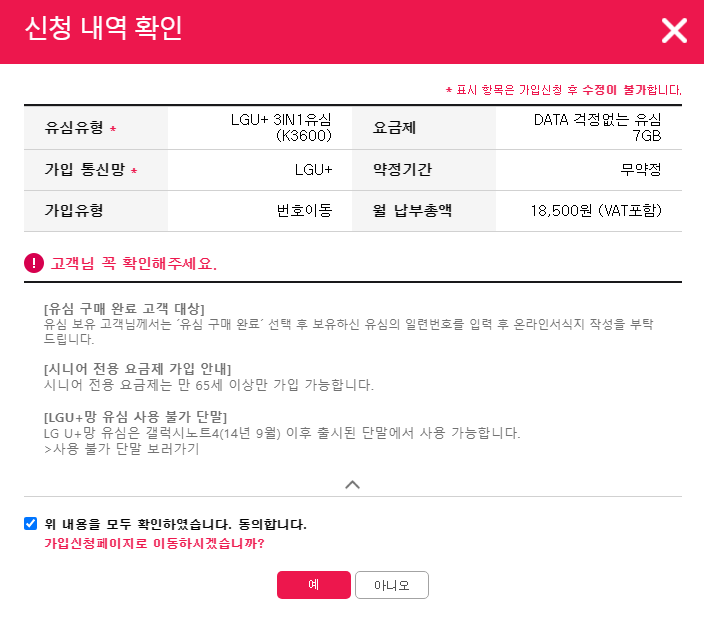 신청 내역 확인
* 표시 항목은 가입신청 후 수정이 불가합니다.
유심유형 * LGU+ 3IN1유심 (K3600) 요금제 DATA 걱정없는 유심 7GB
가입 통신망 * LGU+ 약정기간 무약정
가입유형 번호이동 월 납부총액 18,500원 (VAT포함)
! 고객님 꼭 확인해주세요.
[유심 구매 완료 고객 대상]
유심 보유 고객님께서는 ‘유심 구매 완료’ 선택 후 보유하신 유심의 일련번호를 입력 후 온라인서식지 작성을 부탁
드립니다.
[시니어 전용 요금제 가입 안내]
시니어 전용 요금제는 만 65세 이상만 가입 가능합니다.
[LGU+망 유심 사용 불가 단말]
LG U+망 유심은 갤럭시노트4(14년 9월) 이후 출시된 단말에서 사용 가능합니다.
>사용 불가 단말 보러가기
위 내용을 모두 확인하였습니다. 동의합니다.
가입신청페이지로 이동하시겠습니까?
예 아니오